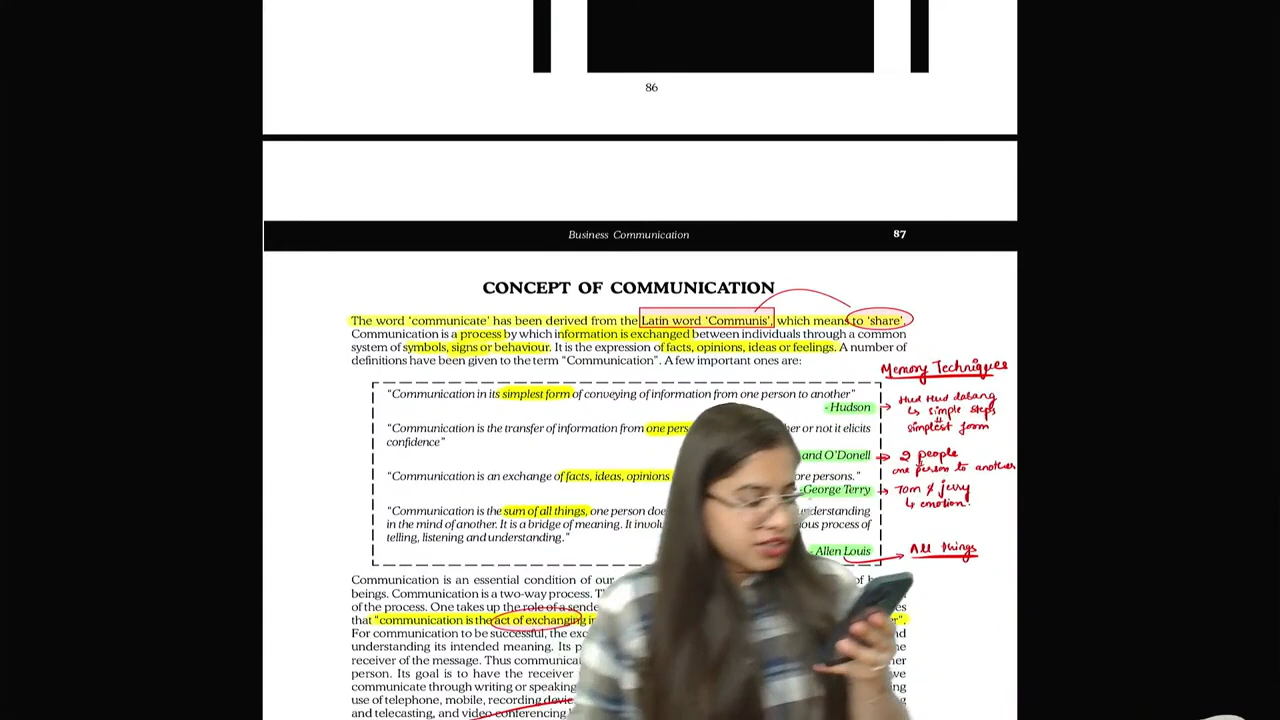 86
Business Communication 87
CONCEPT OF COMMUNICATION
The word ‘communicate’ has been derived from the Latin word ‘Communis’, which means to ‘share’.
Communication is a process by which information is exchanged between individuals through a common
system of symbols, signs or behaviour. It is the expression of facts, opinions, ideas or feelings. A number of
definitions have been given to the term “Communication”. A few important ones are:
Memory Techniques
“Communication in its simplest form of conveying of information from one person to another”
-Hudson
Hud Hud dabang
simple steps
simplest form
“Communication is the transfer of information from one or not it elicits
confidence”
and O'Donell
2 people
one person to another
“Communication is an exchange of facts, ideas, opinions persons.”
-George Terry
Tom & jerry
emotion.
“Communication is the sum of all things, one person
in the mind of another. It is a bridge of meaning. It process of
telling, listening and understanding.”
- Allen Louis
All things
Communication is an essential condition of our of
beings. Communication is a two-way process.
of the process. One takes up the role of a
that “communication is the act of exchanging
For communication to be successful, the
understanding its intended meaning. Its
receiver of the message. Thus
person. Its goal is to have the receiver
communicate through writing or speaking
use of telephone, mobile, recording
and telecasting, and video conferencing